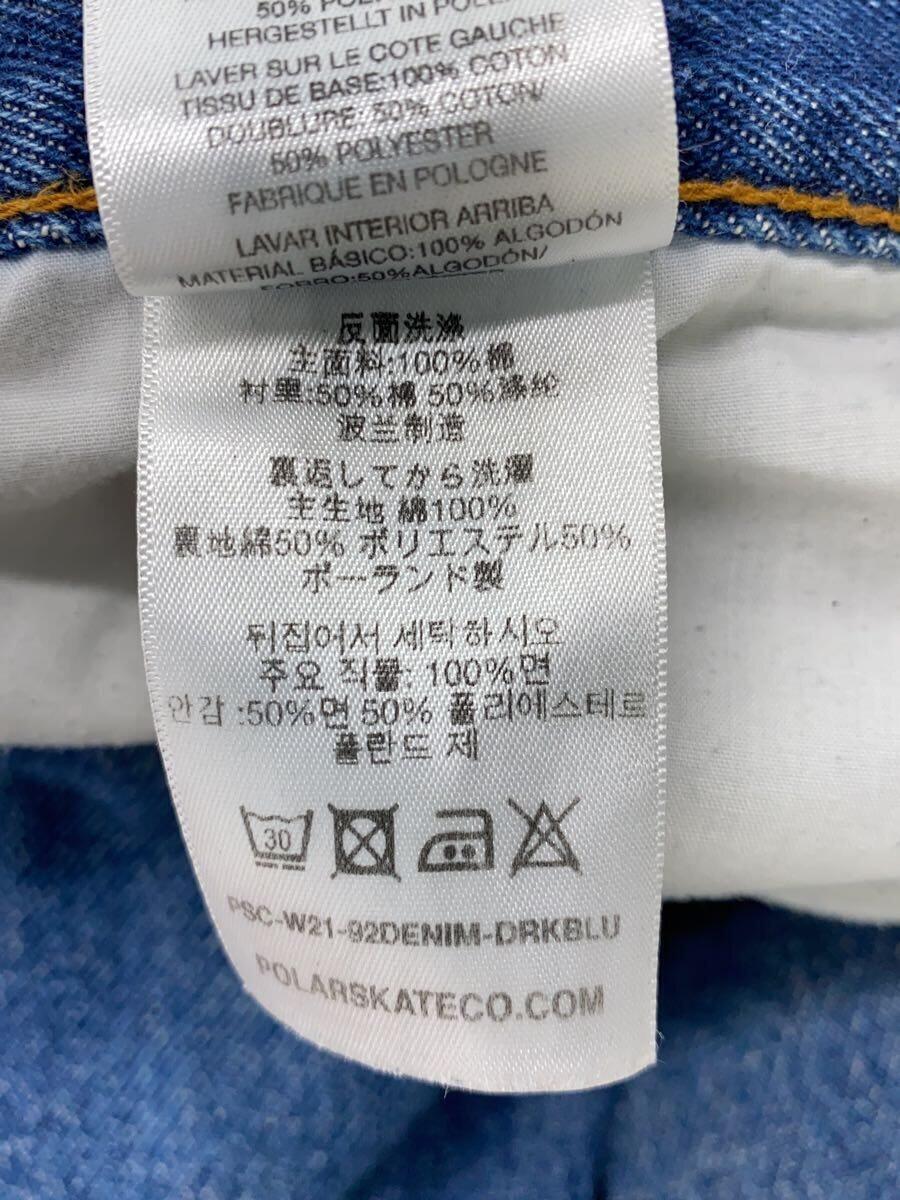 50% POL
HERGESTELLT IN POLE
LAVER SUR LE COTE GAUCHE
TISSU DE BASE:100% COTON
DOUBLURE: 50% COTON/
50% POLYESTER
FABRIQUE EN POLOGNE
LAVAR INTERIOR ARRIBA
MATERIAL BÁSICO:100% ALGODÓN
FORRO:50%ALGODÓN/
反面洗涤
主面料:100%棉
衬里:50%棉 50%涤纶
波兰制造
裏返してから洗濯
主生地 綿100%
裏地綿50% ポリエステル50%
ポーランド製
뒤집어서 세탁하시오
주요 직물: 100%면
안감 :50%면 50% 폴리에스테르
폴란드 제
30
PSC-W21-92DENIM-DRKBLU
POLARSKATECO.COM